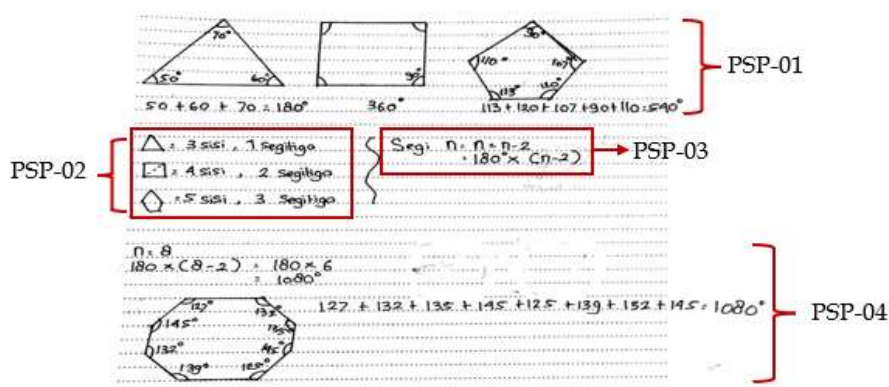 70°
50°
60°
90°
90°
110°
107°
113°
120°
PSP-01
50 + 60 + 70 = 180°
360°
113 + 120 + 107 + 90 + 110 = 540°
PSP-02
= 3 sisi, 1 segitiga
= 4 sisi, 2 segitiga
= 5 sisi, 3 segitiga
Segi n = n = n-2
= 180° × (n-2)
PSP-03
n = 8
180 × (8-2) = 180 × 6
= 1080°
127°
132°
145°
135°
132°
145°
139°
125°
127 + 132 + 135 + 145 + 125 + 139 + 132 + 145 = 1080°
PSP-04